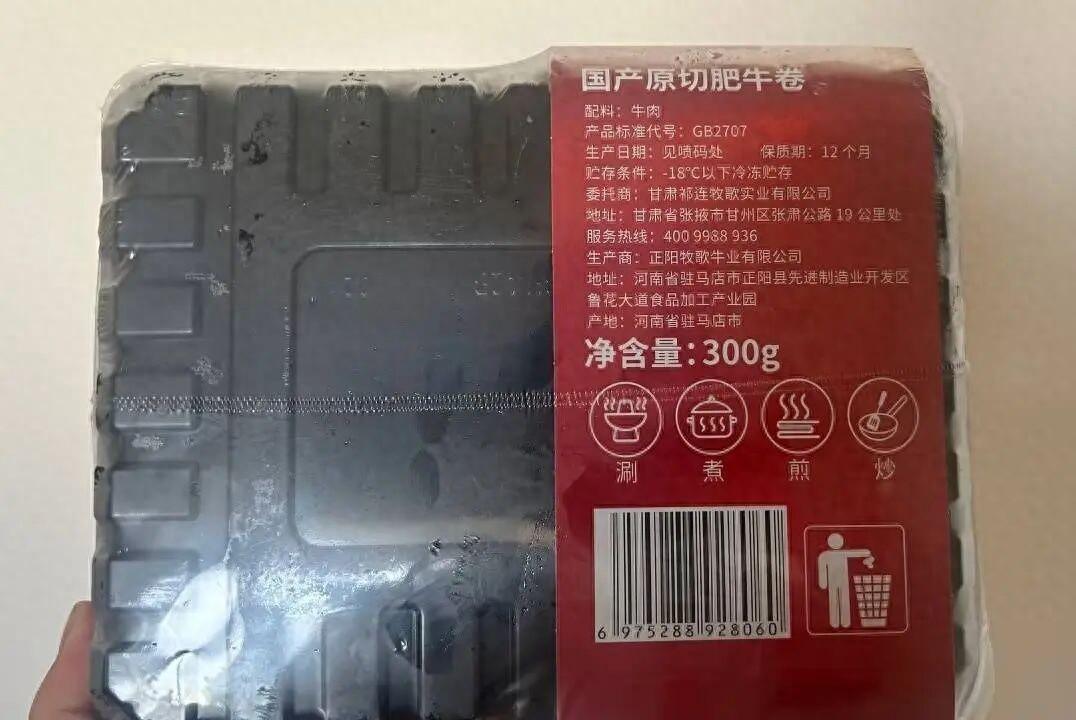 国产原切肥牛卷
配料：牛肉
产品标准代号：GB2707
生产日期：见喷码处 保质期：12个月
贮存条件：-18℃以下冷冻贮存
委托商：甘肃祁连牧歌实业有限公司
地址：甘肃省张掖市甘州区张肃公路 19 公里处
服务热线：400 9988 936
生产商：正阳牧歌牛业有限公司
地址：河南省驻马店市正阳县先进制造业开发区
鲁花大道食品加工产业园
产地：河南省驻马店市
净含量：300g
涮 煮 煎 炒
6 975288 928060